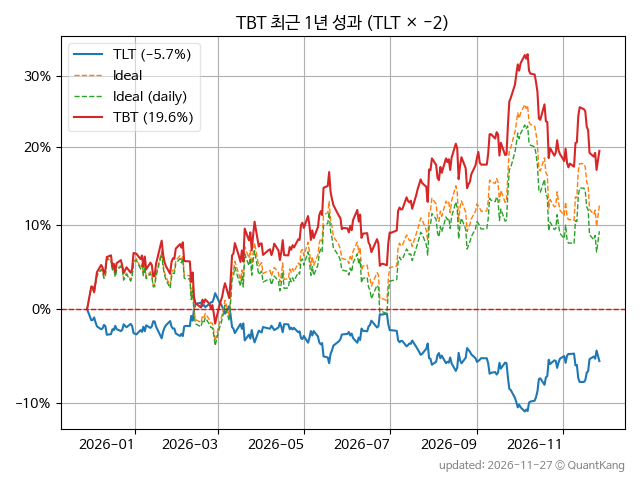 TBT 최근 1년 성과 (TLT × −2)
TLT (−5.7%)
Ideal
Ideal (daily)
TBT (19.6%)
30%
20%
10%
0%
−10%
2026-01
2026-03
2026-05
2026-07
2026-09
2026-11
updated: 2026-11-27 © QuantKang